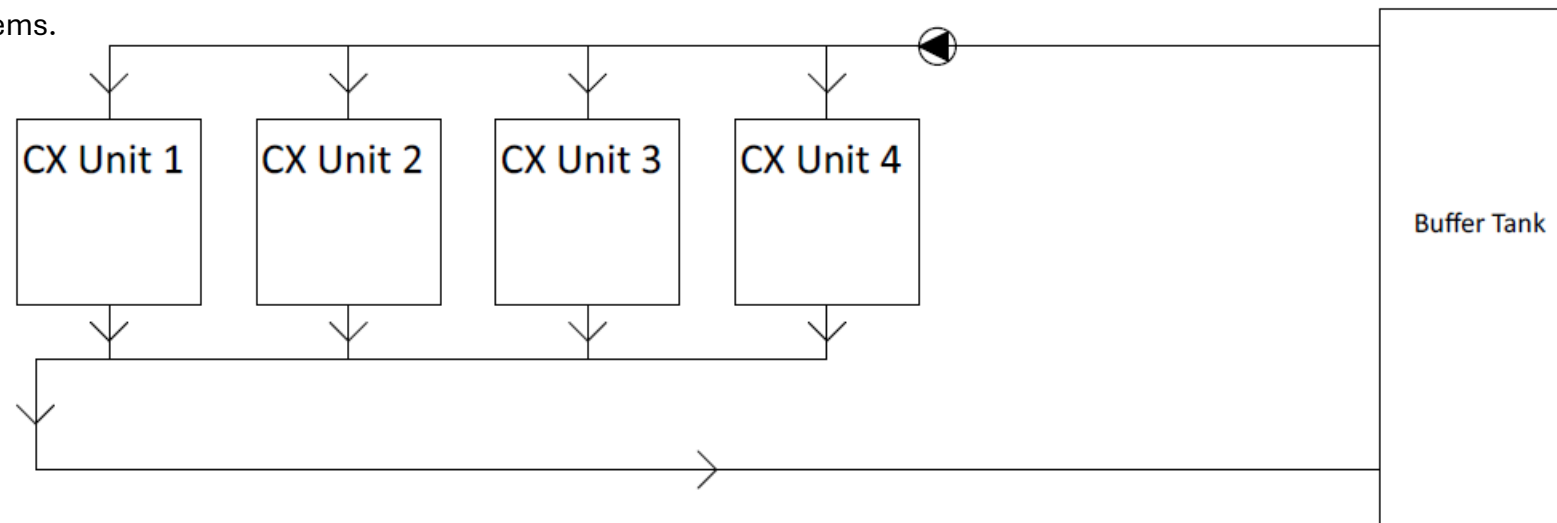 ems.
CX Unit 1
CX Unit 2
CX Unit 3
CX Unit 4
Buffer Tank